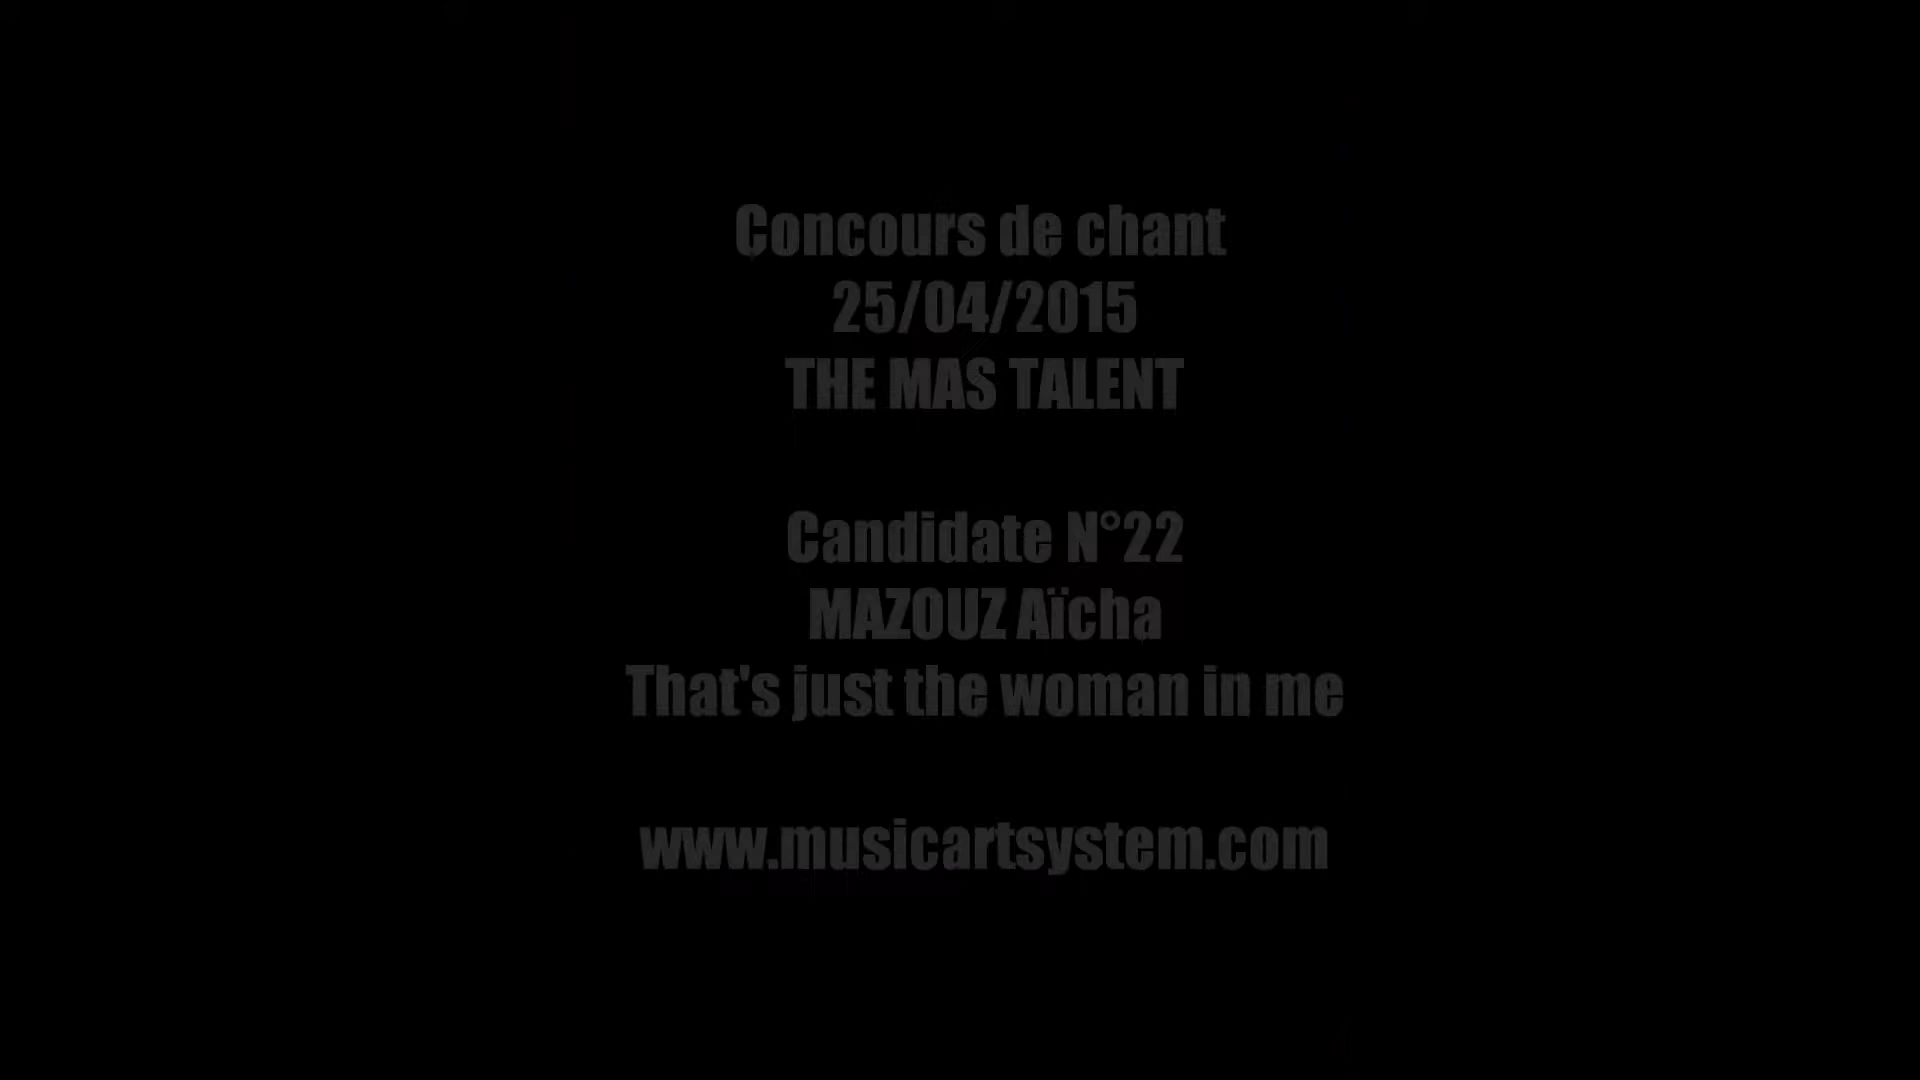 Concours de chant
25/04/2015
THE MAS TALENT
Candidate N°22
MAZOUZ Aïcha
That's just the woman in me
www.musicartsystem.com